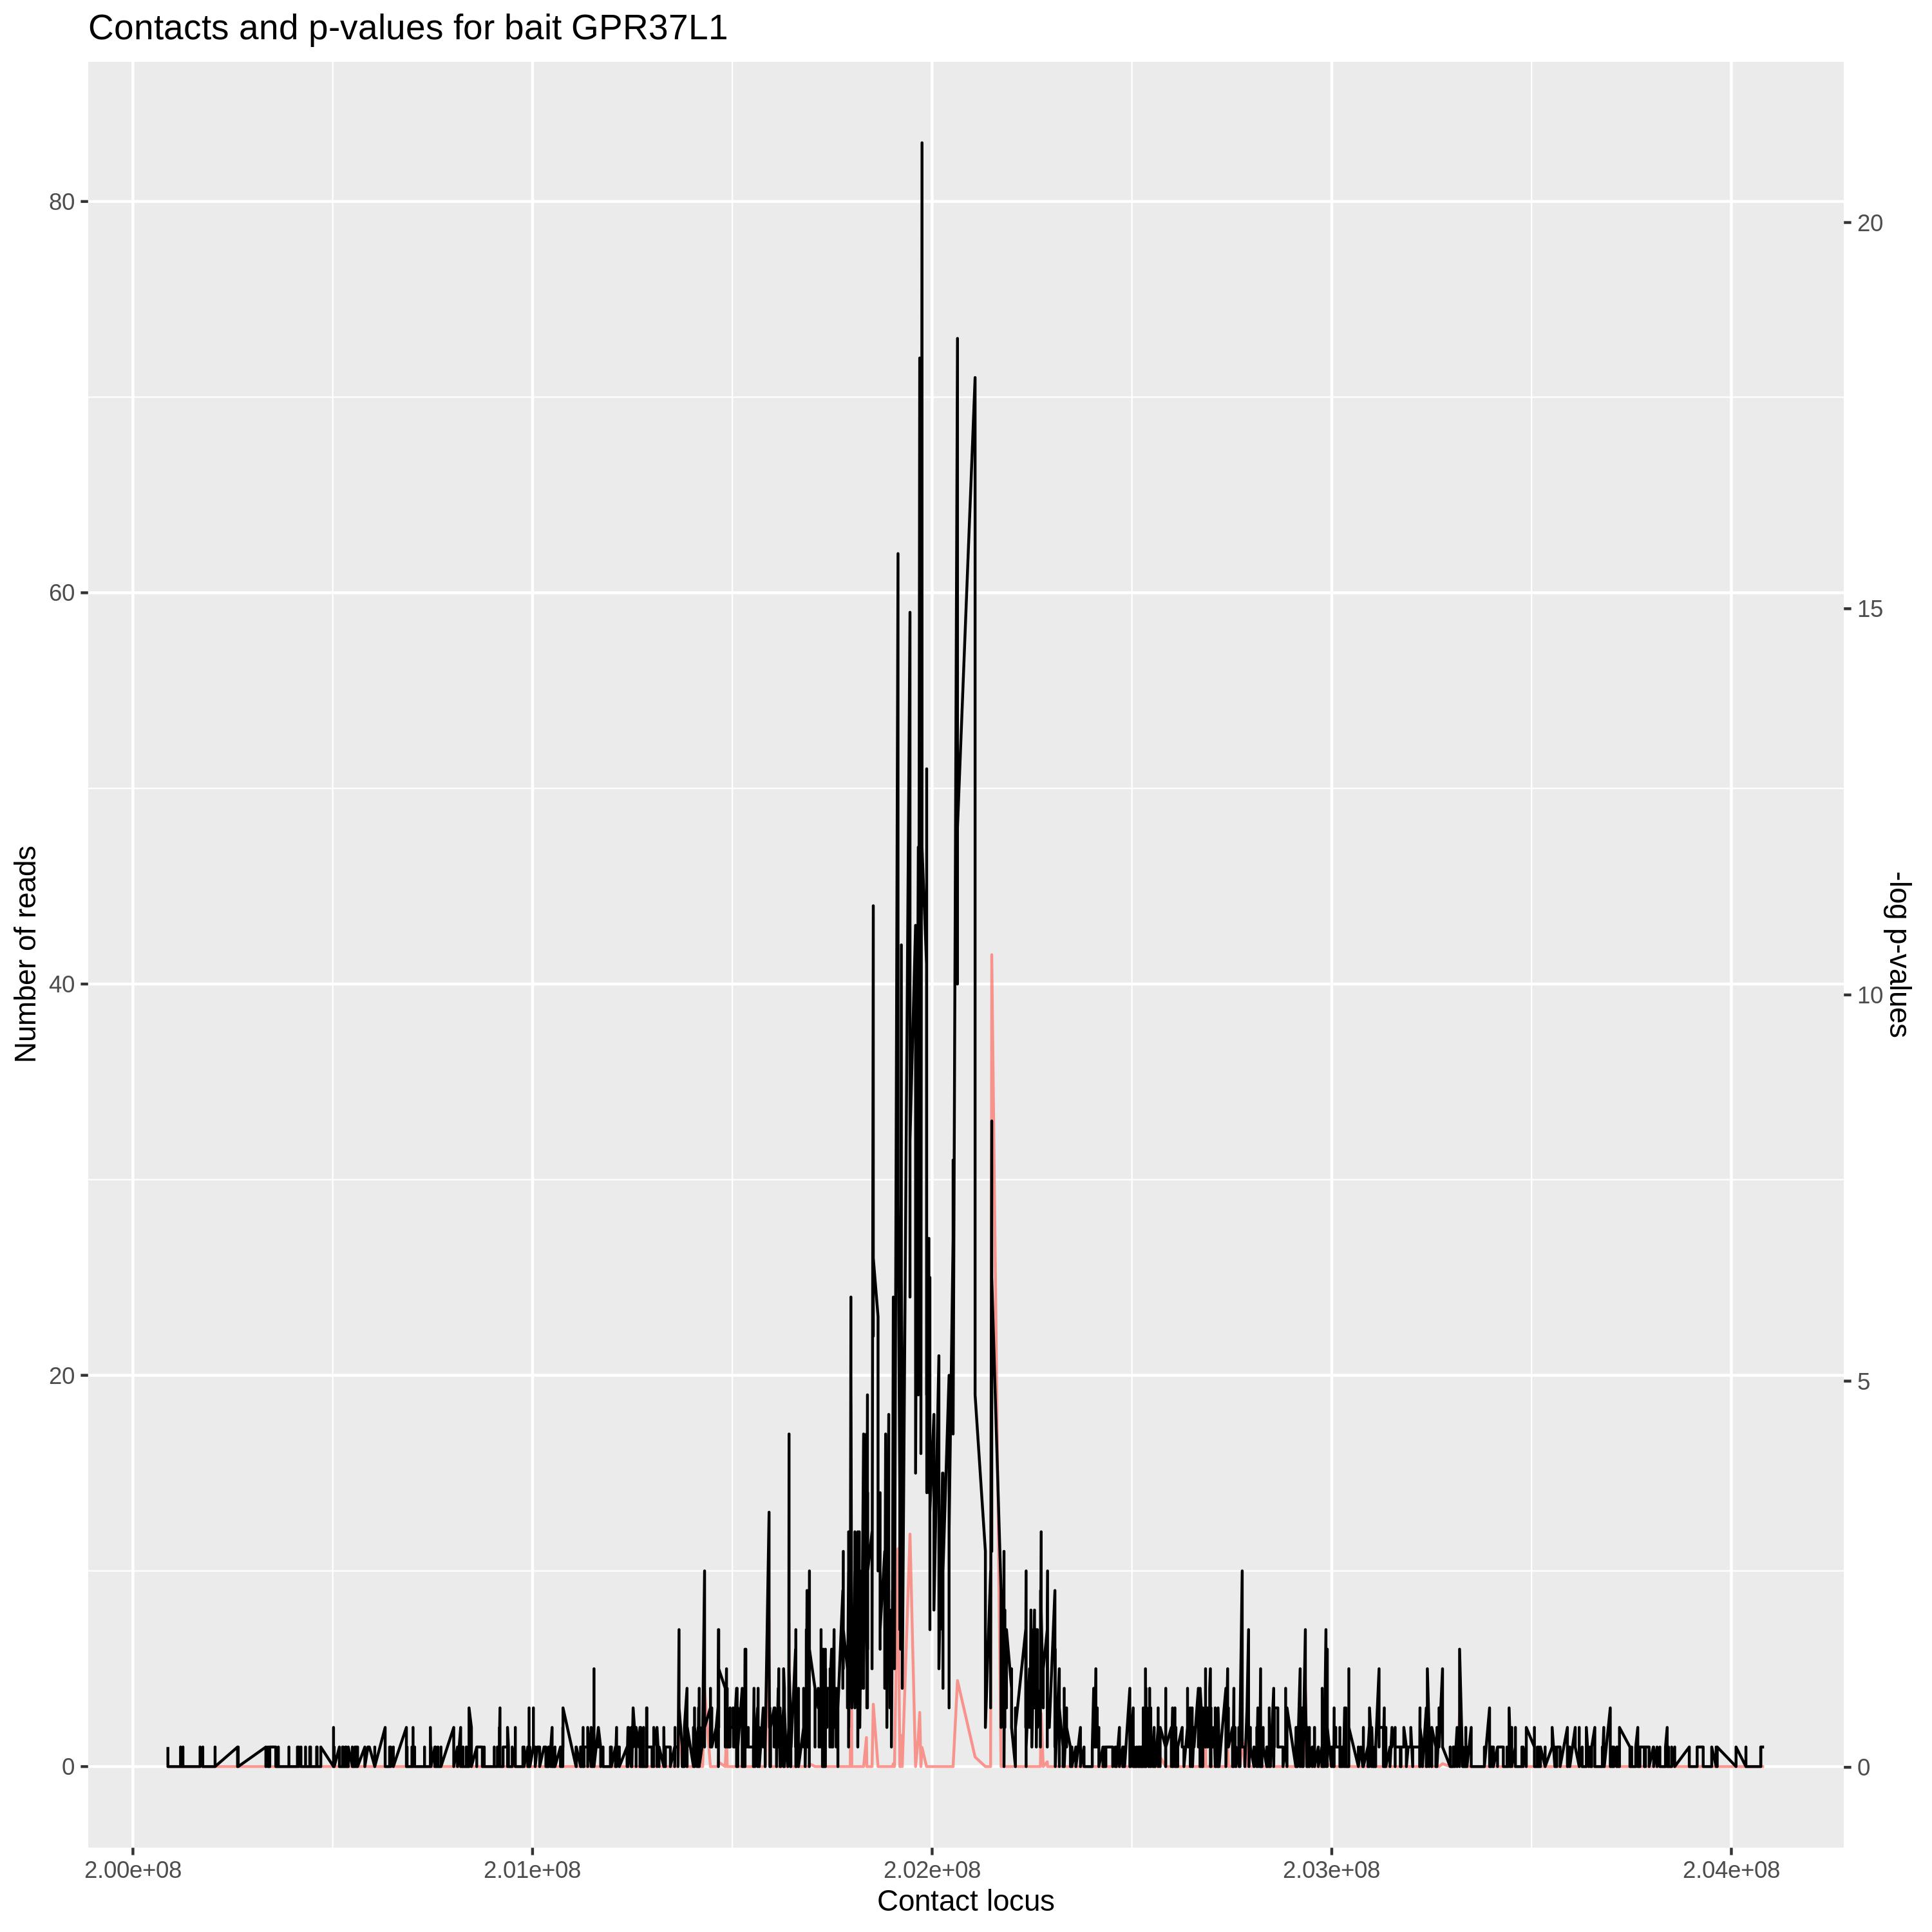 Contacts and p-values for bait GPR37L1
80
60
40
20
0
Number of reads
20
15
10
5
0
-log p-values
2.00e+08
2.01e+08
2.02e+08
2.03e+08
2.04e+08
Contact locus